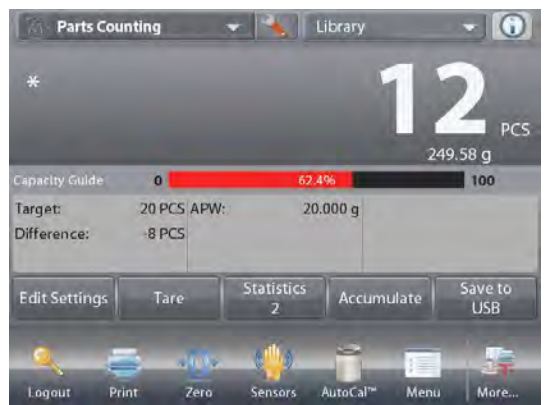 Parts Counting Library
*
12 PCS
249.58 g
Capacity Guide 0 62.4% 100
Target: 20 PCS APW: 20.000 g
Difference: -8 PCS
Edit Settings Tare Statistics 2 Accumulate Save to USB
Logout Print Zero Sensors AutoCal™ Menu More...